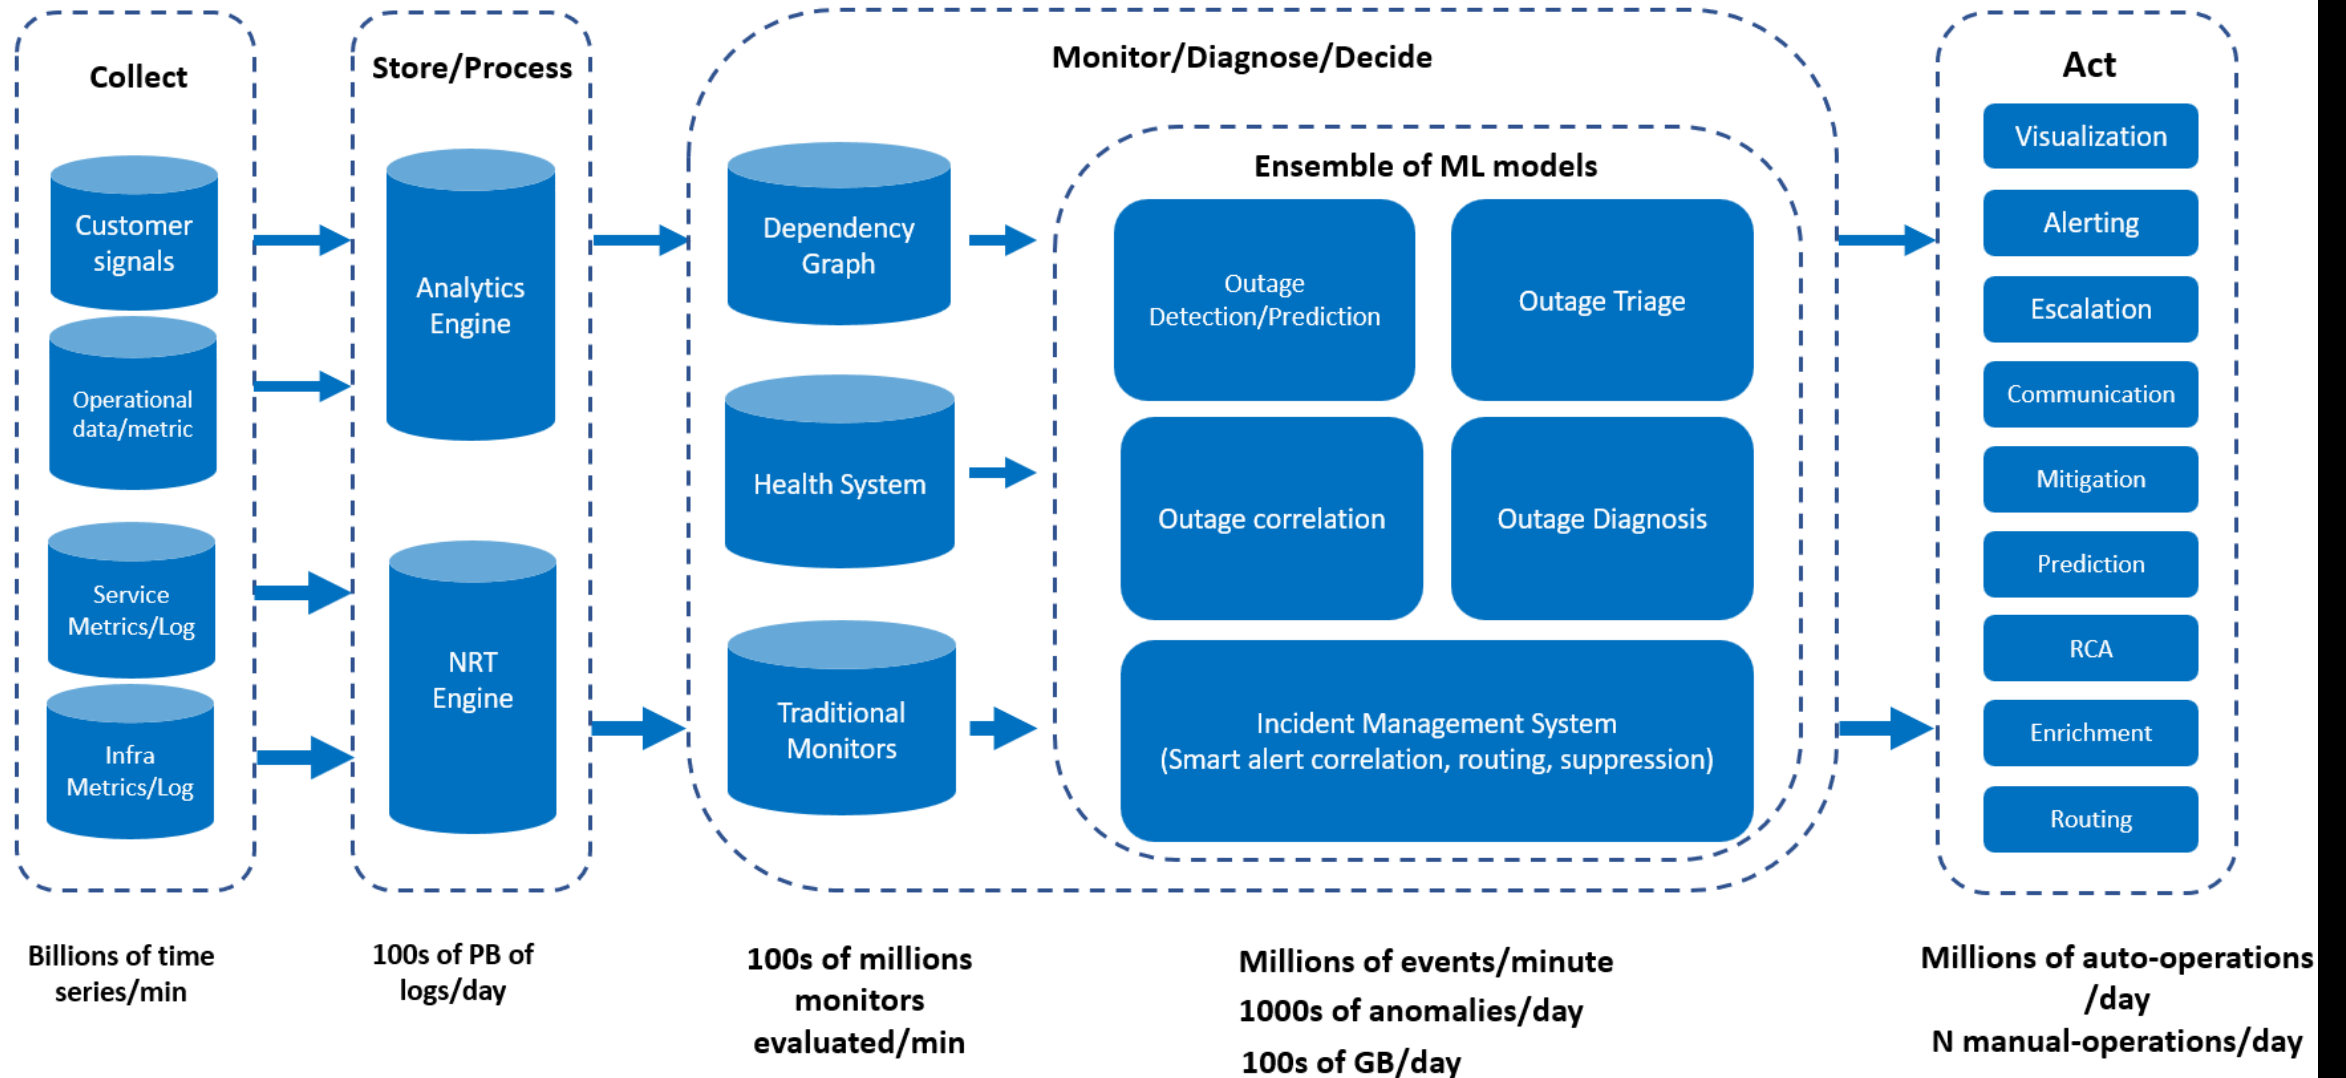 Collect
Customer
signals
Operational
data/metric
Service
Metrics/Log
Infra
Metrics/Log
Billions of time
series/min
Store/Process
Analytics
Engine
NRT
Engine
100s of PB of
logs/day
Monitor/Diagnose/Decide
Dependency
Graph
Health System
Traditional
Monitors
100s of millions
monitors
evaluated/min
Ensemble of ML models
Outage
Detection/Prediction
Outage Triage
Outage correlation
Outage Diagnosis
Incident Management System
(Smart alert correlation, routing, suppression)
Millions of events/minute
1000s of anomalies/day
100s of GB/day
Act
Visualization
Alerting
Escalation
Communication
Mitigation
Prediction
RCA
Enrichment
Routing
Millions of auto-operations
/day
N manual-operations/day